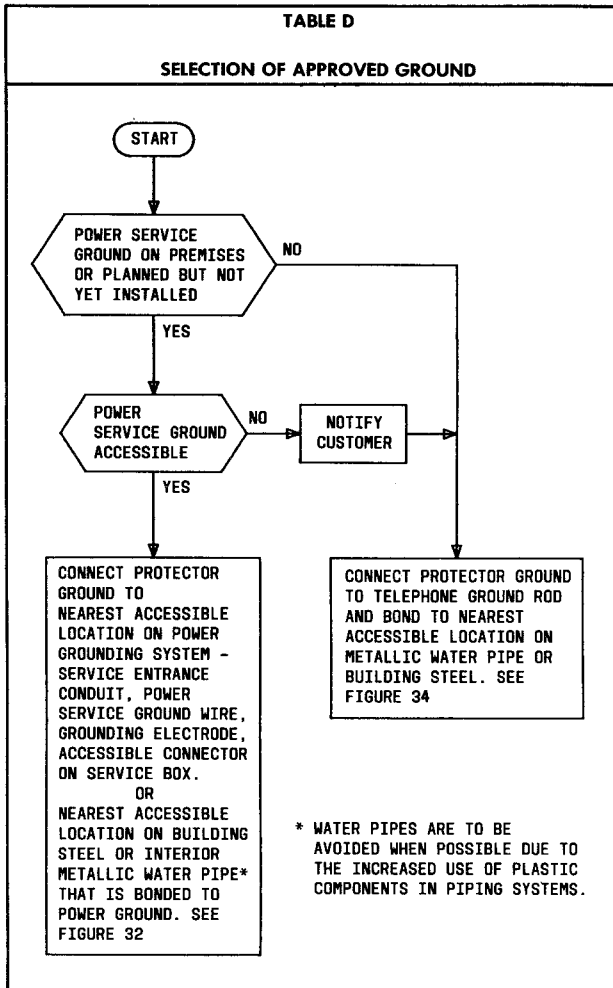 TABLE D
SELECTION OF APPROVED GROUND
START
POWER SERVICE
GROUND ON PREMISES
OR PLANNED BUT NOT
YET INSTALLED
NO
YES
POWER
SERVICE GROUND
ACCESSIBLE
NO
NOTIFY
CUSTOMER
YES
CONNECT PROTECTOR
GROUND TO
NEAREST ACCESSIBLE
LOCATION ON POWER
GROUNDING SYSTEM -
SERVICE ENTRANCE
CONDUIT, POWER
SERVICE GROUND WIRE,
GROUNDING ELECTRODE,
ACCESSIBLE CONNECTOR
ON SERVICE BOX.
OR
NEAREST ACCESSIBLE
LOCATION ON BUILDING
STEEL OR INTERIOR
METALLIC WATER PIPE*
THAT IS BONDED TO
POWER GROUND. SEE
FIGURE 32
CONNECT PROTECTOR GROUND
TO TELEPHONE GROUND ROD
AND BOND TO NEAREST
ACCESSIBLE LOCATION ON
METALLIC WATER PIPE OR
BUILDING STEEL. SEE
FIGURE 34
* WATER PIPES ARE TO BE
AVOIDED WHEN POSSIBLE DUE TO
THE INCREASED USE OF PLASTIC
COMPONENTS IN PIPING SYSTEMS.